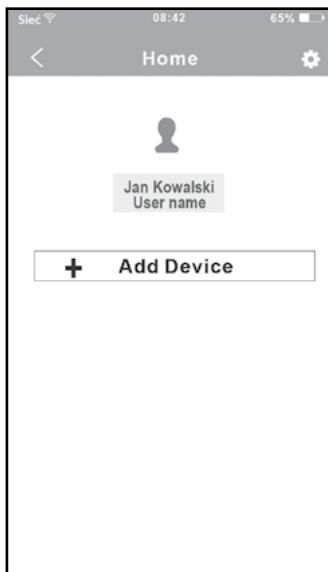 Sieć 08:42 65%
Home
Jan Kowalski
User name
+ Add Device